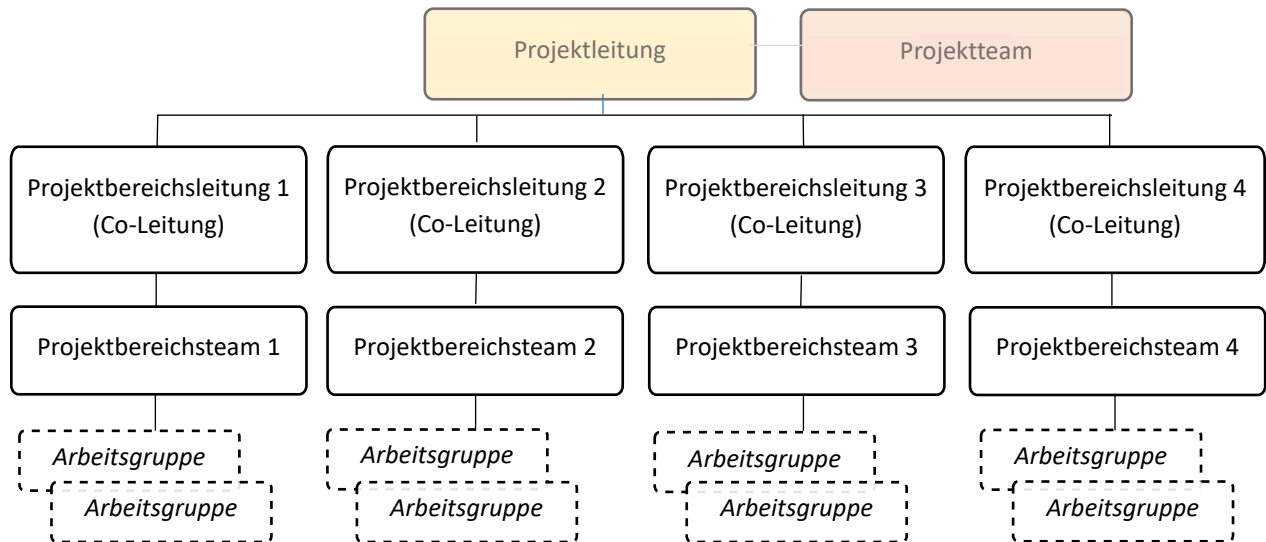 Projektleitung
Projektteam
Projektbereichsleitung 1
(Co-Leitung)
Projektbereichsleitung 2
(Co-Leitung)
Projektbereichsleitung 3
(Co-Leitung)
Projektbereichsleitung 4
(Co-Leitung)
Projektbereichsteam 1
Projektbereichsteam 2
Projektbereichsteam 3
Projektbereichsteam 4
Arbeitsgruppe
Arbeitsgruppe
Arbeitsgruppe
Arbeitsgruppe
Arbeitsgruppe
Arbeitsgruppe
Arbeitsgruppe
Arbeitsgruppe